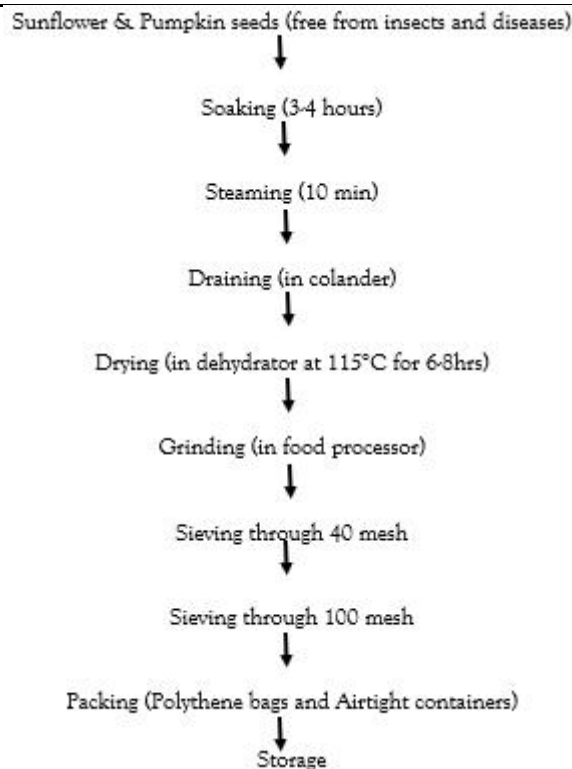 Sunflower & Pumpkin seeds (free from insects and diseases)
Soaking (3-4 hours)
Steaming (10 min)
Draining (in colander)
Drying (in dehydrator at 115°C for 6-8hrs)
Grinding (in food processor)
Sieving through 40 mesh
Sieving through 100 mesh
Packing (Polythene bags and Airtight containers)
Storage